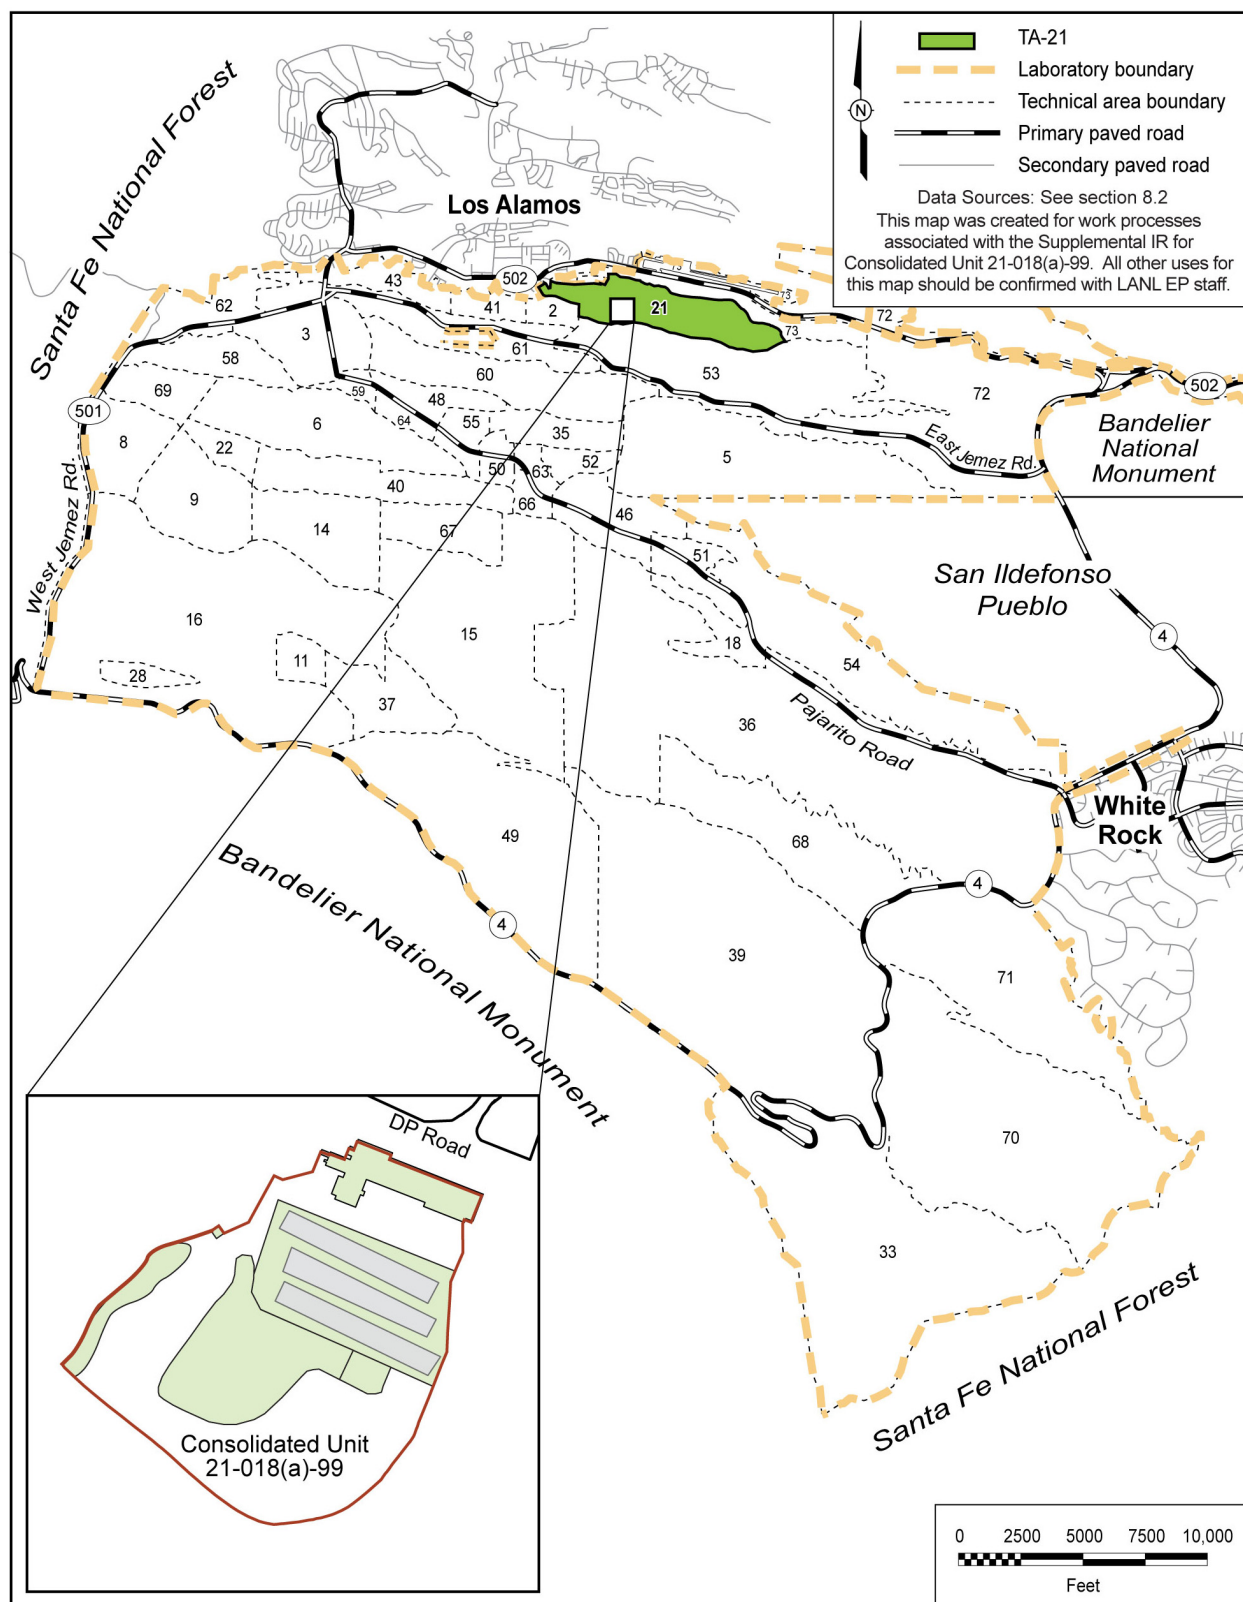 TA-21
Laboratory boundary
Technical area boundary
Primary paved road
Secondary paved road
N
Data Sources: See section 8.2
This map was created for work processes
associated with the Supplemental IR for
Consolidated Unit 21-018(a)-99. All other uses for
this map should be confirmed with LANL EP staff.
Santa Fe National Forest
Los Alamos
502
43
62
41
2
21
73
73
72
3
61
58
60
53
72
502
69
59
48
501
8
22
6
64
55
35
5
East Jemez Rd.
Bandelier
National
Monument
50
63
52
9
40
66
46
14
67
51
West Jemez Rd.
San Ildefonso
Pueblo
16
15
18
4
54
11
28
37
36
Pajarito Road
White
Rock
49
68
Bandelier National Monument
4
4
39
71
70
33
Santa Fe National Forest
DP Road
Consolidated Unit
21-018(a)-99
0 2500 5000 7500 10,000
Feet